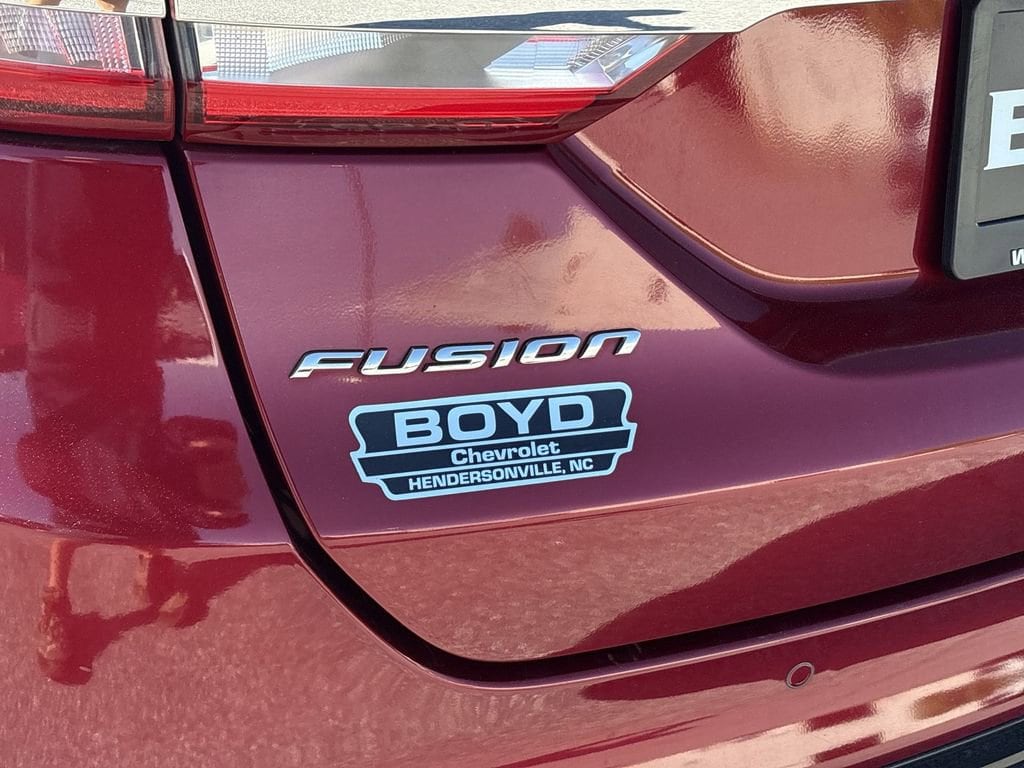 FUSION
BOYD
Chevrolet
HENDERSONVILLE, NC